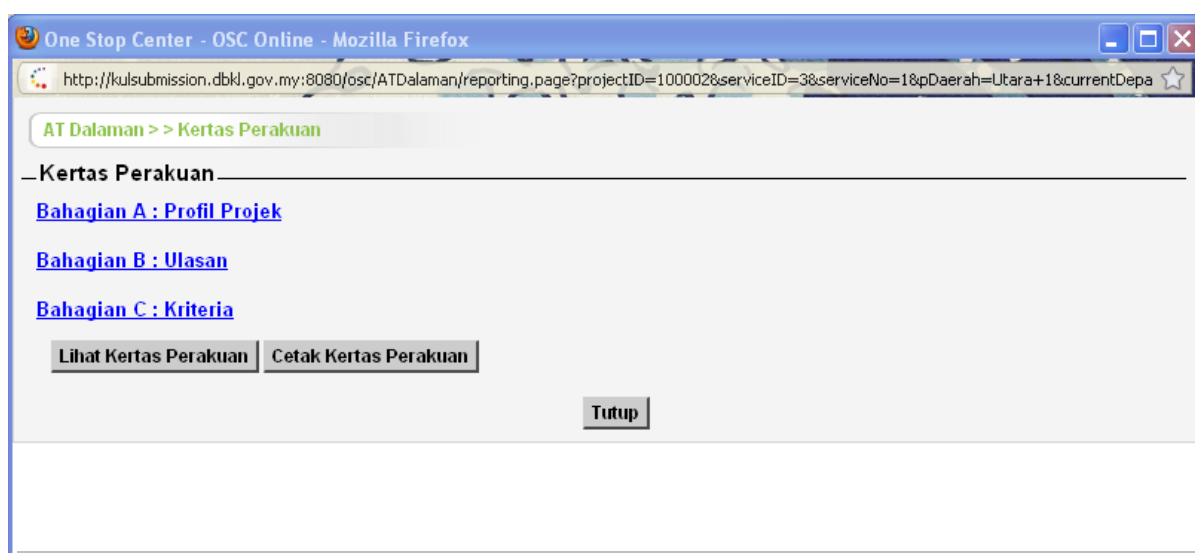 One Stop Center - OSC Online - Mozilla Firefox
http://kulsubmission.dbkl.gov.my:8080/osc/ATDalaman/reporting.page?projectID=100002&serviceID=3&serviceNo=1&pDaerah=Utara+1&currentDepa
AT Dalaman > > Kertas Perakuan
Kertas Perakuan
Bahagian A : Profil Projek
Bahagian B : Ulasan
Bahagian C : Kriteria
Lihat Kertas Perakuan Cetak Kertas Perakuan
Tutup